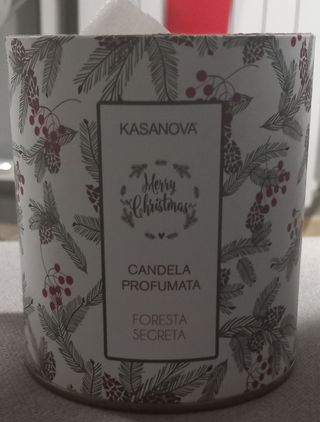 KASANOVA
Merry
Christmas
CANDELA
PROFUMATA
FORESTA
SEGRETA